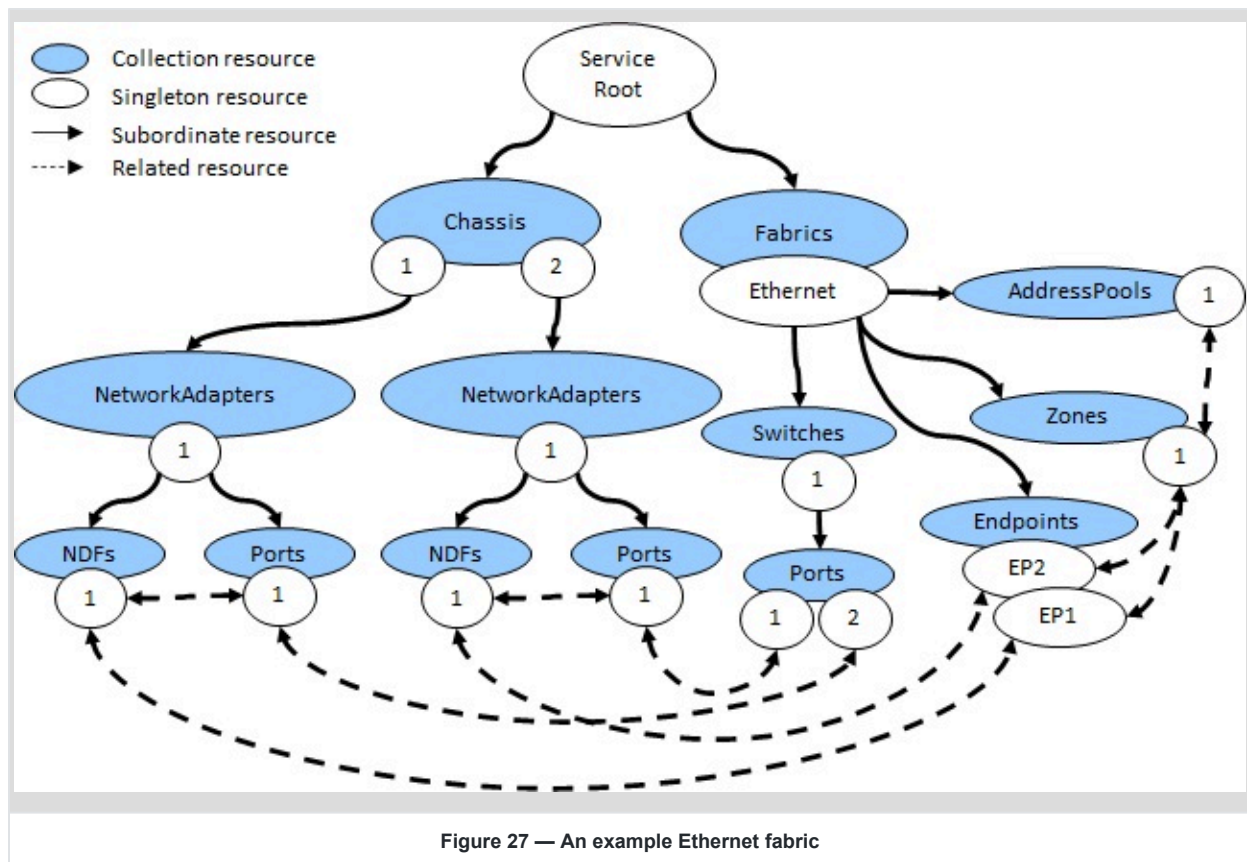 Collection resource
Singleton resource
Subordinate resource
Related resource
Service
Root
Chassis
1
2
Fabrics
Ethernet
AddressPools
1
NetworkAdapters
1
NetworkAdapters
1
Switches
1
Zones
1
NDFs
1
Ports
1
NDFs
1
Ports
1
Ports
1
2
Endpoints
EP2
EP1
Figure 27 — An example Ethernet fabric